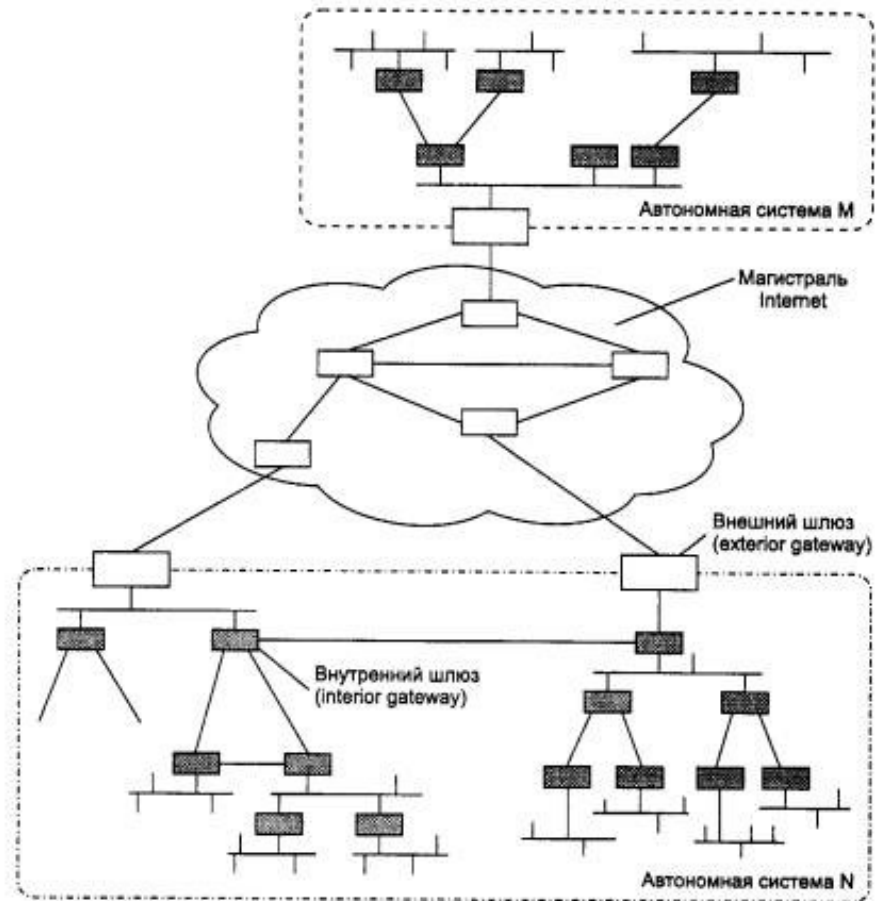 Автономная система M
Магистраль
Internet
Внешний шлюз
(exterior gateway)
Внутренний шлюз
(interior gateway)
Автономная система N